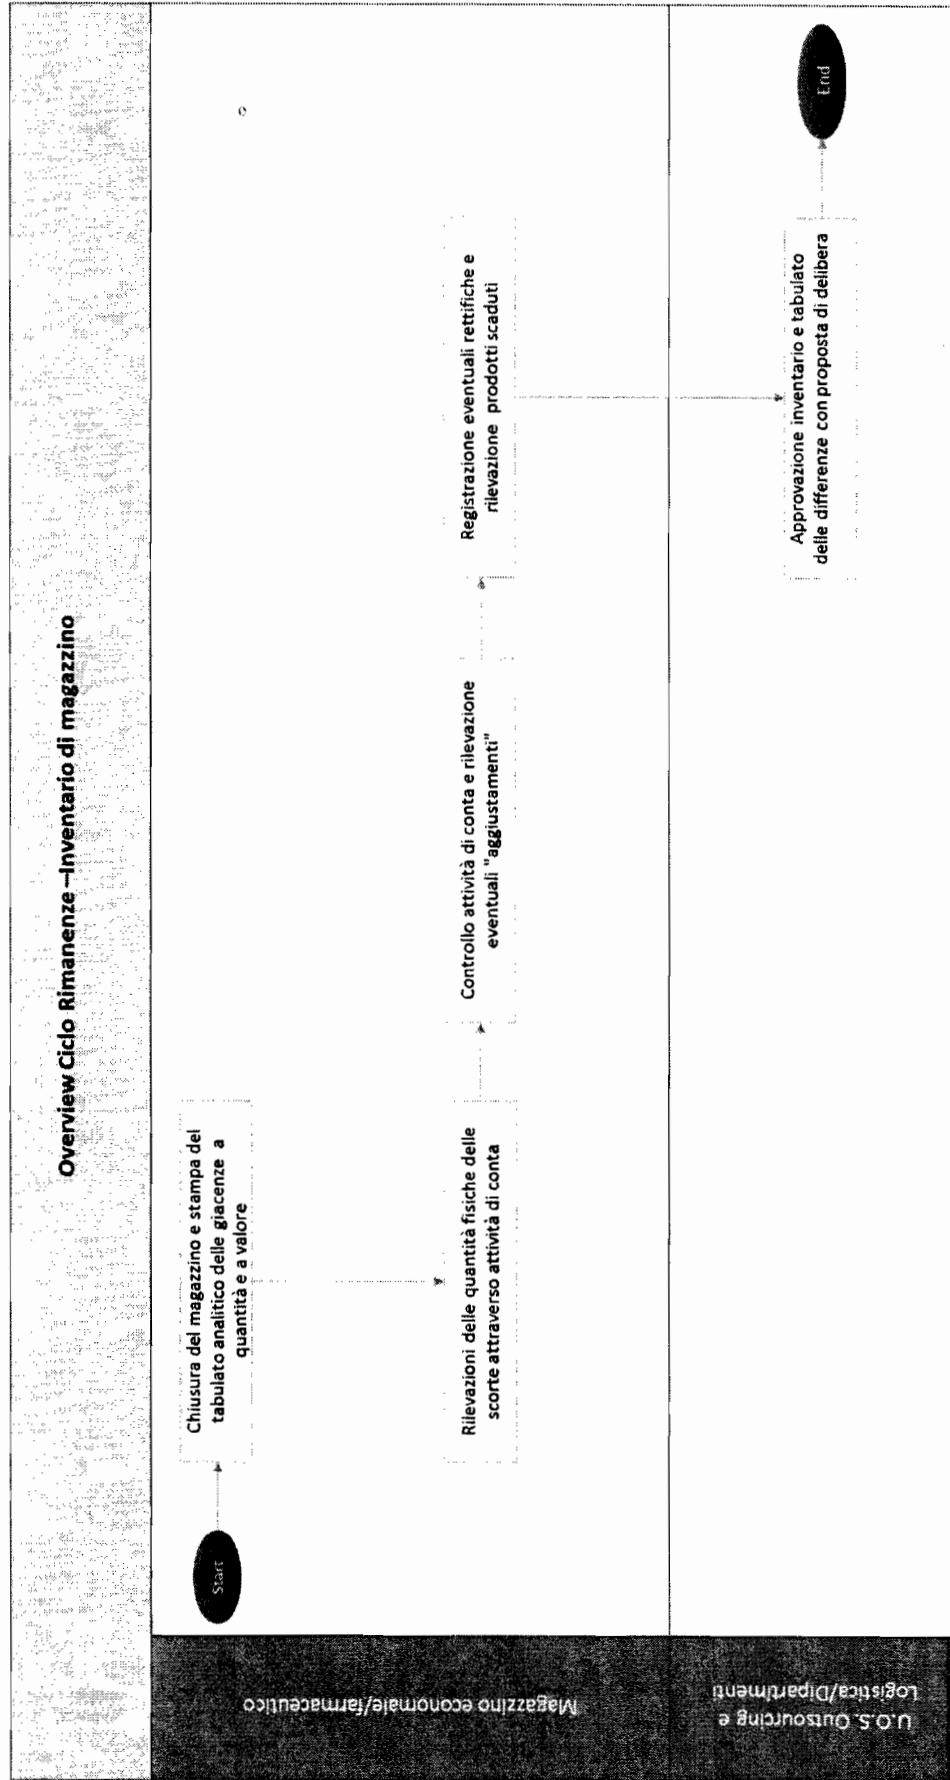 Overview Ciclo Rimanenze –Inventario di magazzino
Magazzino economale/farmaceutico
Start
Chiusura del magazzino e stampa del
tabulato analitico delle giacenze a
quantità e a valore
Rilevazioni delle quantità fisiche delle
scorte attraverso attività di conta
Controllo attività di conta e rilevazione
eventuali "aggiustamenti"
Registrazione eventuali rettifiche e
rilevazione prodotti scaduti
U.O.S. Outsourcing e
Logistica/Dipartimenti
Approvazione inventario e tabulato
delle differenze con proposta di delibera
End